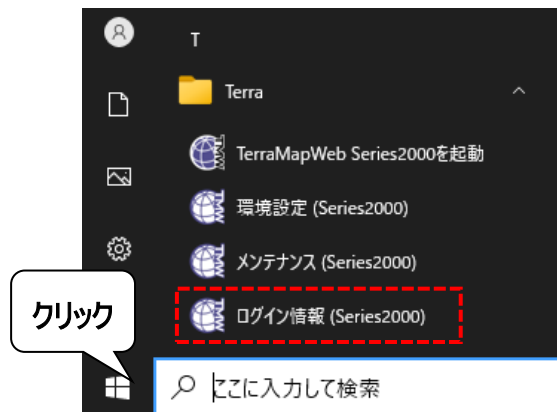 T
Terra
TerraMapWeb Series2000を起動
環境設定 (Series2000)
メンテナンス (Series2000)
ログイン情報 (Series2000)
クリック
ここに入力して検索